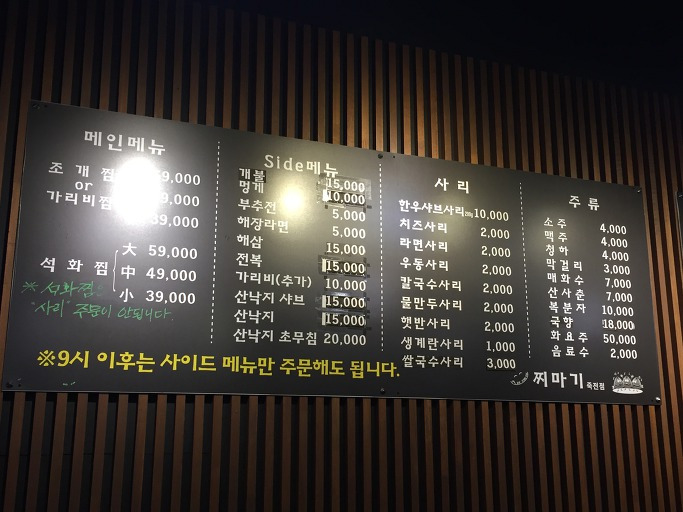 메인메뉴
조개찜 9,000
or
가리비찜 9,000
39,000
석화찜
大 59,000
中 49,000
小 39,000
※ 석화찜
"사리" 주문이 안됩니다.
Side메뉴
개불 15,000
멍게 10,000
부추전 5,000
해장라면 5,000
해삼 15,000
전복 15,000
가리비(추가) 10,000
산낙지 샤브 15,000
산낙지 15,000
산낙지 초무침 20,000
사리
한우샤브사리 10,000
치즈사리 2,000
라면사리 2,000
우동사리 2,000
칼국수사리 2,000
물만두사리 2,000
햇반사리 2,000
생계란사리 1,000
쌀국수사리 3,000
주류
소주 4,000
맥주 4,000
청하 4,000
막걸리 3,000
매화수 7,000
산사춘 7,000
복분자 10,000
국향 18,000
화요주 50,000
음료수 2,000
※9시 이후는 사이드 메뉴만 주문해도 됩니다.
찌마기 죽전점